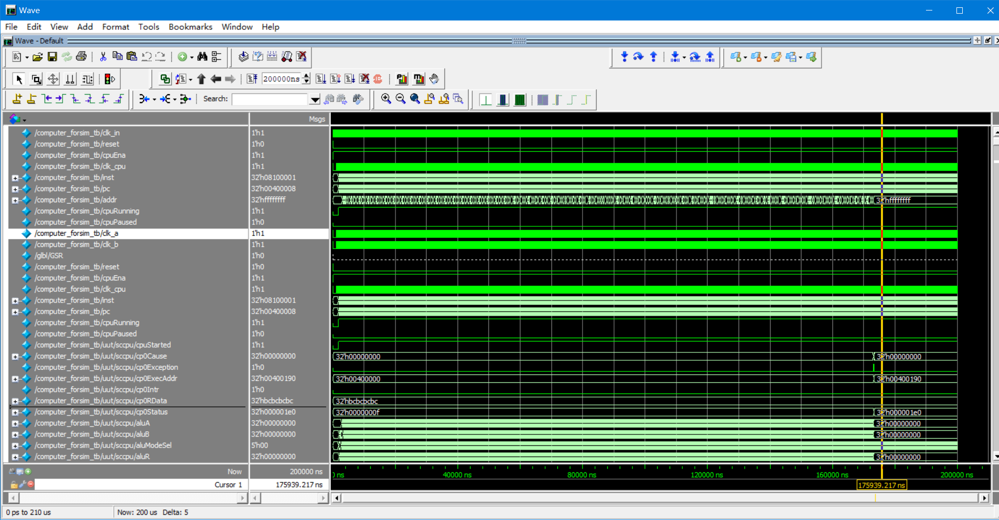 Wave
File Edit View Add Format Tools Bookmarks Window Help
Wave - Default
200000ns
Search:
Msgs
/computer_forsim_tb/clk_in 1'h1
/computer_forsim_tb/reset 1'h0
/computer_forsim_tb/cpuEna 1'h1
/computer_forsim_tb/clk_cpu 1'h1
/computer_forsim_tb/inst 32'h08100001
/computer_forsim_tb/pc 32'h00400008
/computer_forsim_tb/addr 32'hffffffff 32'hffffffff
/computer_forsim_tb/cpuRunning 1'h1
/computer_forsim_tb/cpuPaused 1'h0
/computer_forsim_tb/clk_a 1'h1
/computer_forsim_tb/clk_b 1'h1
/glbl/GSR 1'h0
/computer_forsim_tb/reset 1'h0
/computer_forsim_tb/cpuEna 1'h1
/computer_forsim_tb/clk_cpu 1'h1
/computer_forsim_tb/inst 32'h08100001
/computer_forsim_tb/pc 32'h00400008
/computer_forsim_tb/cpuRunning 1'h1
/computer_forsim_tb/cpuPaused 1'h0
/computer_forsim_tb/uut/sccpu/cpuStarted 1'h1
/computer_forsim_tb/uut/sccpu/cp0Cause 32'h00000000 32'h00000000 32'h00000000
/computer_forsim_tb/uut/sccpu/cp0Exception 1'h0
/computer_forsim_tb/uut/sccpu/cp0ExecAddr 32'h00400190 32'h00400000 32'h00400190
/computer_forsim_tb/uut/sccpu/cp0Intr 1'h0
/computer_forsim_tb/uut/sccpu/cp0RData 32'hbcbcbcbc 32'hbcbcbcbc
/computer_forsim_tb/uut/sccpu/cp0Status 32'h000001e0 32'h0000000f 32'h000001e0
/computer_forsim_tb/uut/sccpu/aluA 32'h00000000 32'h00000000
/computer_forsim_tb/uut/sccpu/aluB 32'h00000000 32'h00000000
/computer_forsim_tb/uut/sccpu/aluModeSel 5'h00
/computer_forsim_tb/uut/sccpu/aluR 32'h00000000 32'h00000000
Now 200000 ns 0 ns 40000 ns 80000 ns 120000 ns 160000 ns 200000 ns
Cursor 1 175939.217 ns 175939.217 ns
0 ps to 210 us Now: 200 us Delta: 5